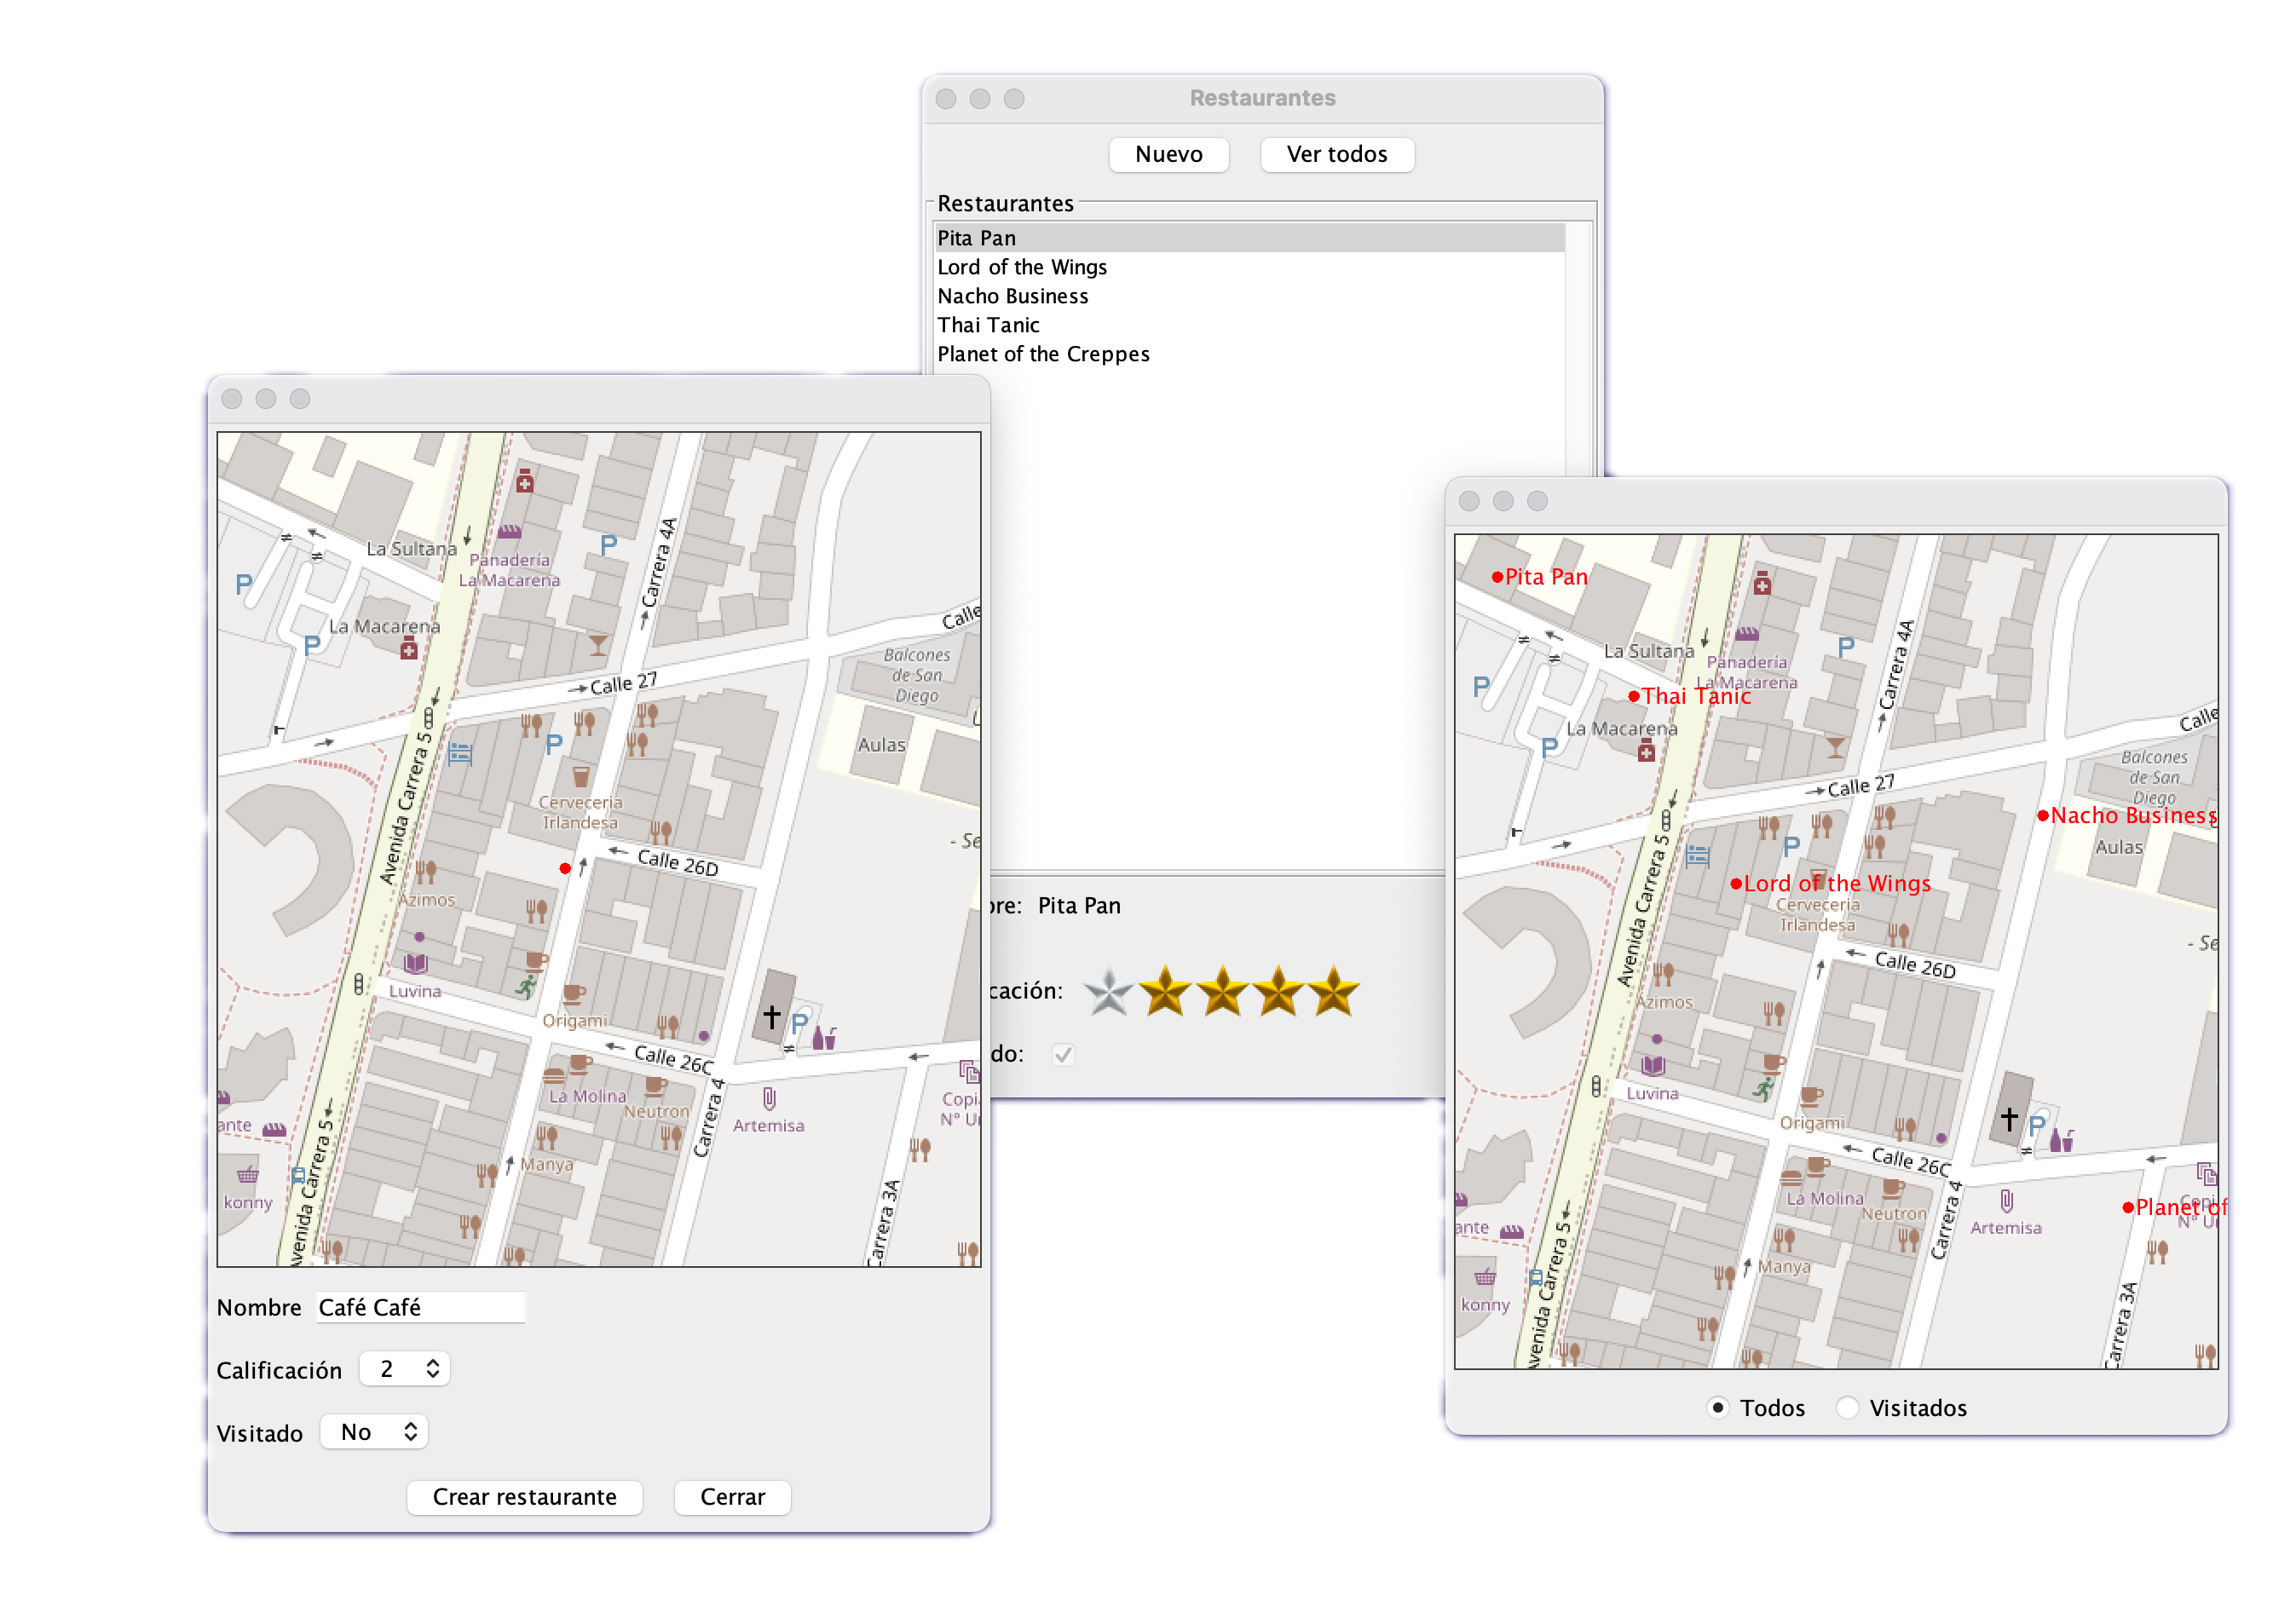 Restaurantes
Nuevo
Ver todos
Restaurantes
Pita Pan
Lord of the Wings
Nacho Business
Thai Tanic
Planet of the Creppes
bre: Pita Pan
cación:
do:
La Sultana
Panadería
La Macarena
La Macarena
P
P
P
Carrera 4A
Calle
Balcones
de San
Diego
Calle 27
Aulas
P
Cervecería
Irlandesa
Avenida Carrera 5
- Se
Calle 26D
Azimos
Luvina
Origami
P
Calle 26C
La Molina
Neutron
Carrera 4
Artemisa
Copi
N° U
ante
Manya
konny
Avenida Carrera 5
Carrera 3A
Nombre Café Café
Calificación 2
Visitado No
Crear restaurante
Cerrar
Pita Pan
La Sultana
Panadería
La Macarena
Thai Tanic
La Macarena
P
P
P
Carrera 4A
Calle
Balcones
de San
Diego
Calle 27
Nacho Business
Aulas
P
Lord of the Wings
Cervecería
Irlandesa
Avenida Carrera 5
- Se
Calle 26D
Azimos
Luvina
Origami
P
Calle 26C
La Molina
Neutron
Carrera 4
Artemisa
Planet of
N° U
ante
Manya
konny
Avenida Carrera 5
Carrera 3A
Todos
Visitados